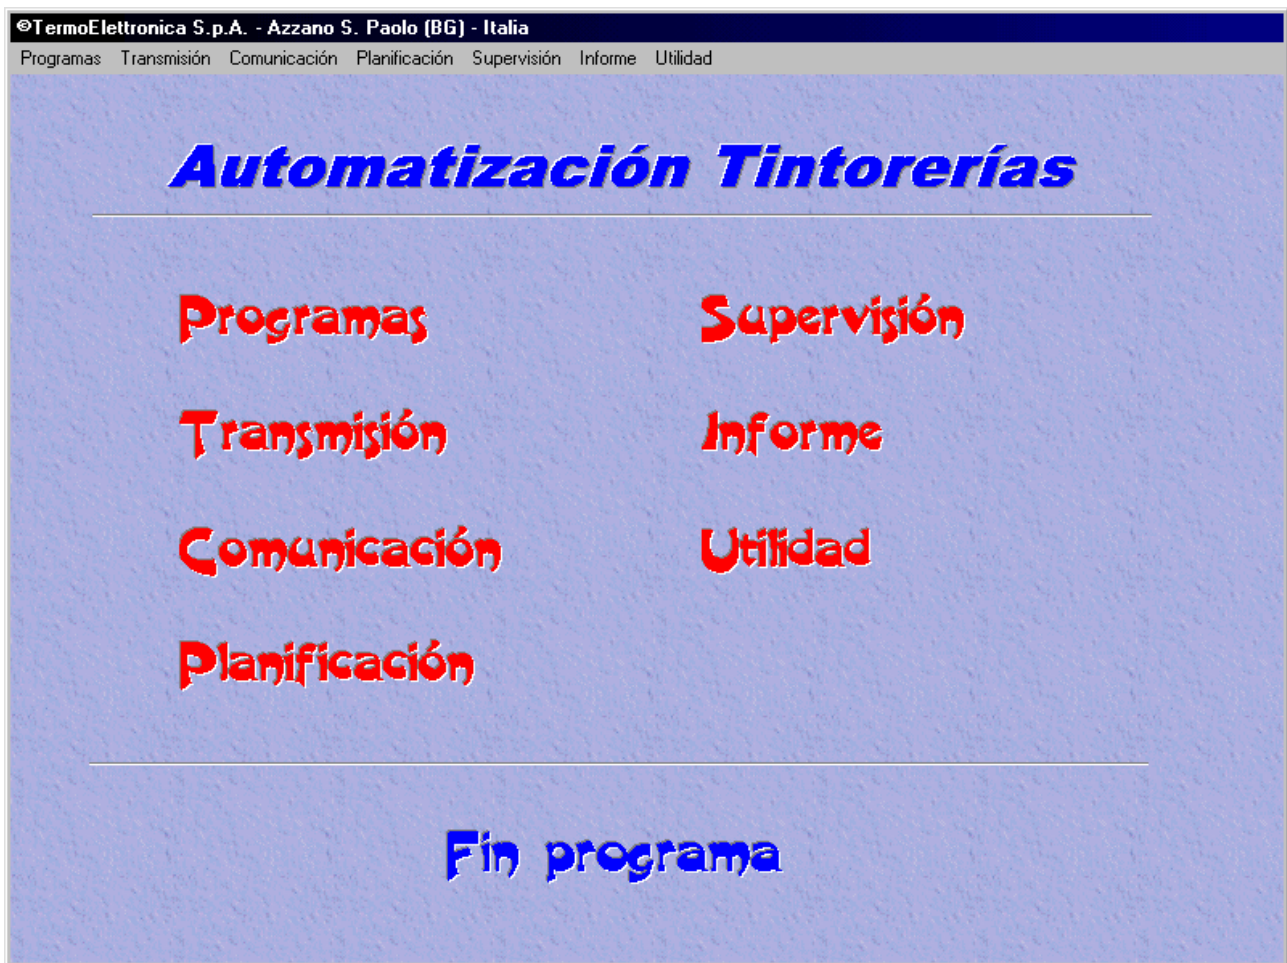 ©TermoElettronica S.p.A. - Azzano S. Paolo (BG) - Italia
Programas Transmisión Comunicación Planificación Supervisión Informe Utilidad
Automatización Tintorerías
Programas Supervisión
Transmisión Informe
Comunicación Utilidad
Planificación
Fin programa